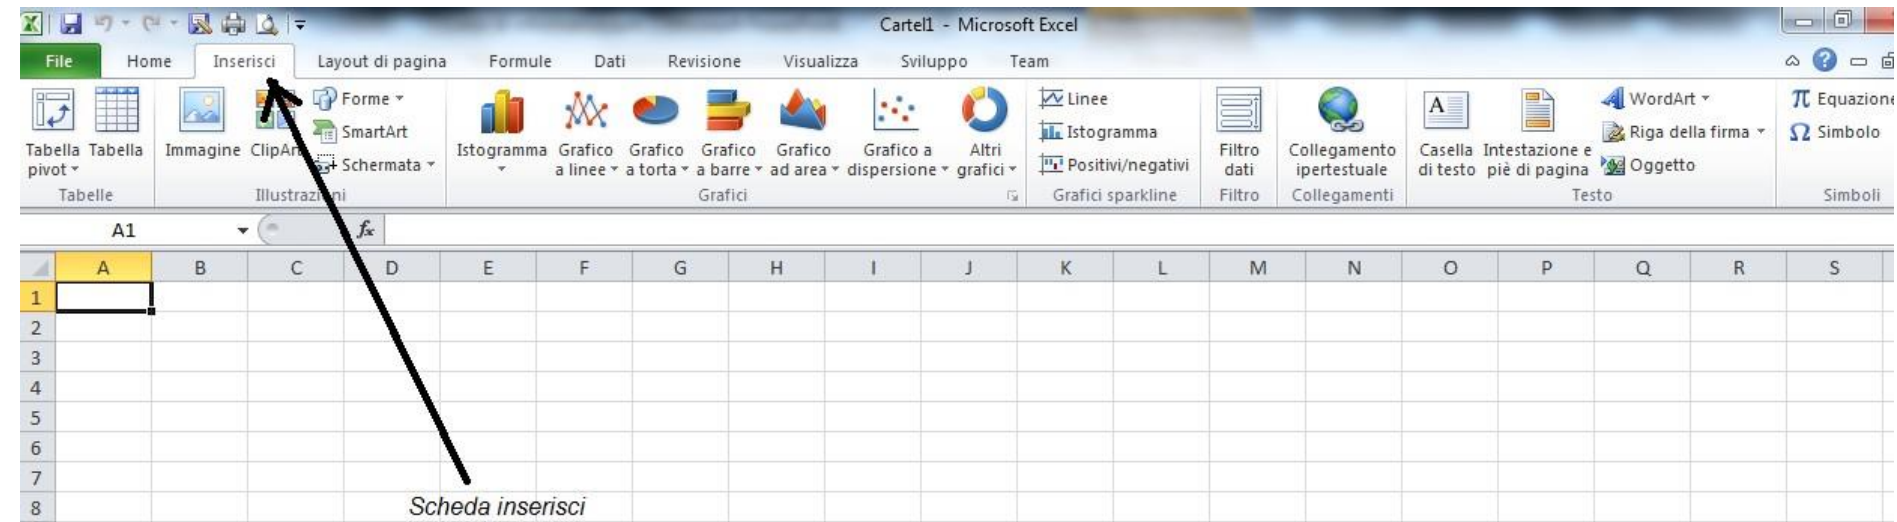 Cartel1 - Microsoft Excel
File Home Inserisci Layout di pagina Formule Dati Revisione Visualizza Sviluppo Team
Tabella pivot Tabella Immagine ClipArt Forme SmartArt Schermata Istogramma Grafico a linee Grafico a torta Grafico a barre Grafico ad area Grafico a dispersione Altri grafici Linee Istogramma Positivi/negativi Filtro dati Collegamento ipertestuale A Casella di testo Intestazione e piè di pagina WordArt Riga della firma Oggetto π Equazione Ω Simbolo
Tabelle Illustrazioni Grafici Grafici sparkline Filtro Collegamenti Testo Simboli
A1 fx
A B C D E F G H I J K L M N O P Q R S
1
2
3
4
5
6
7
8 Scheda inserisci